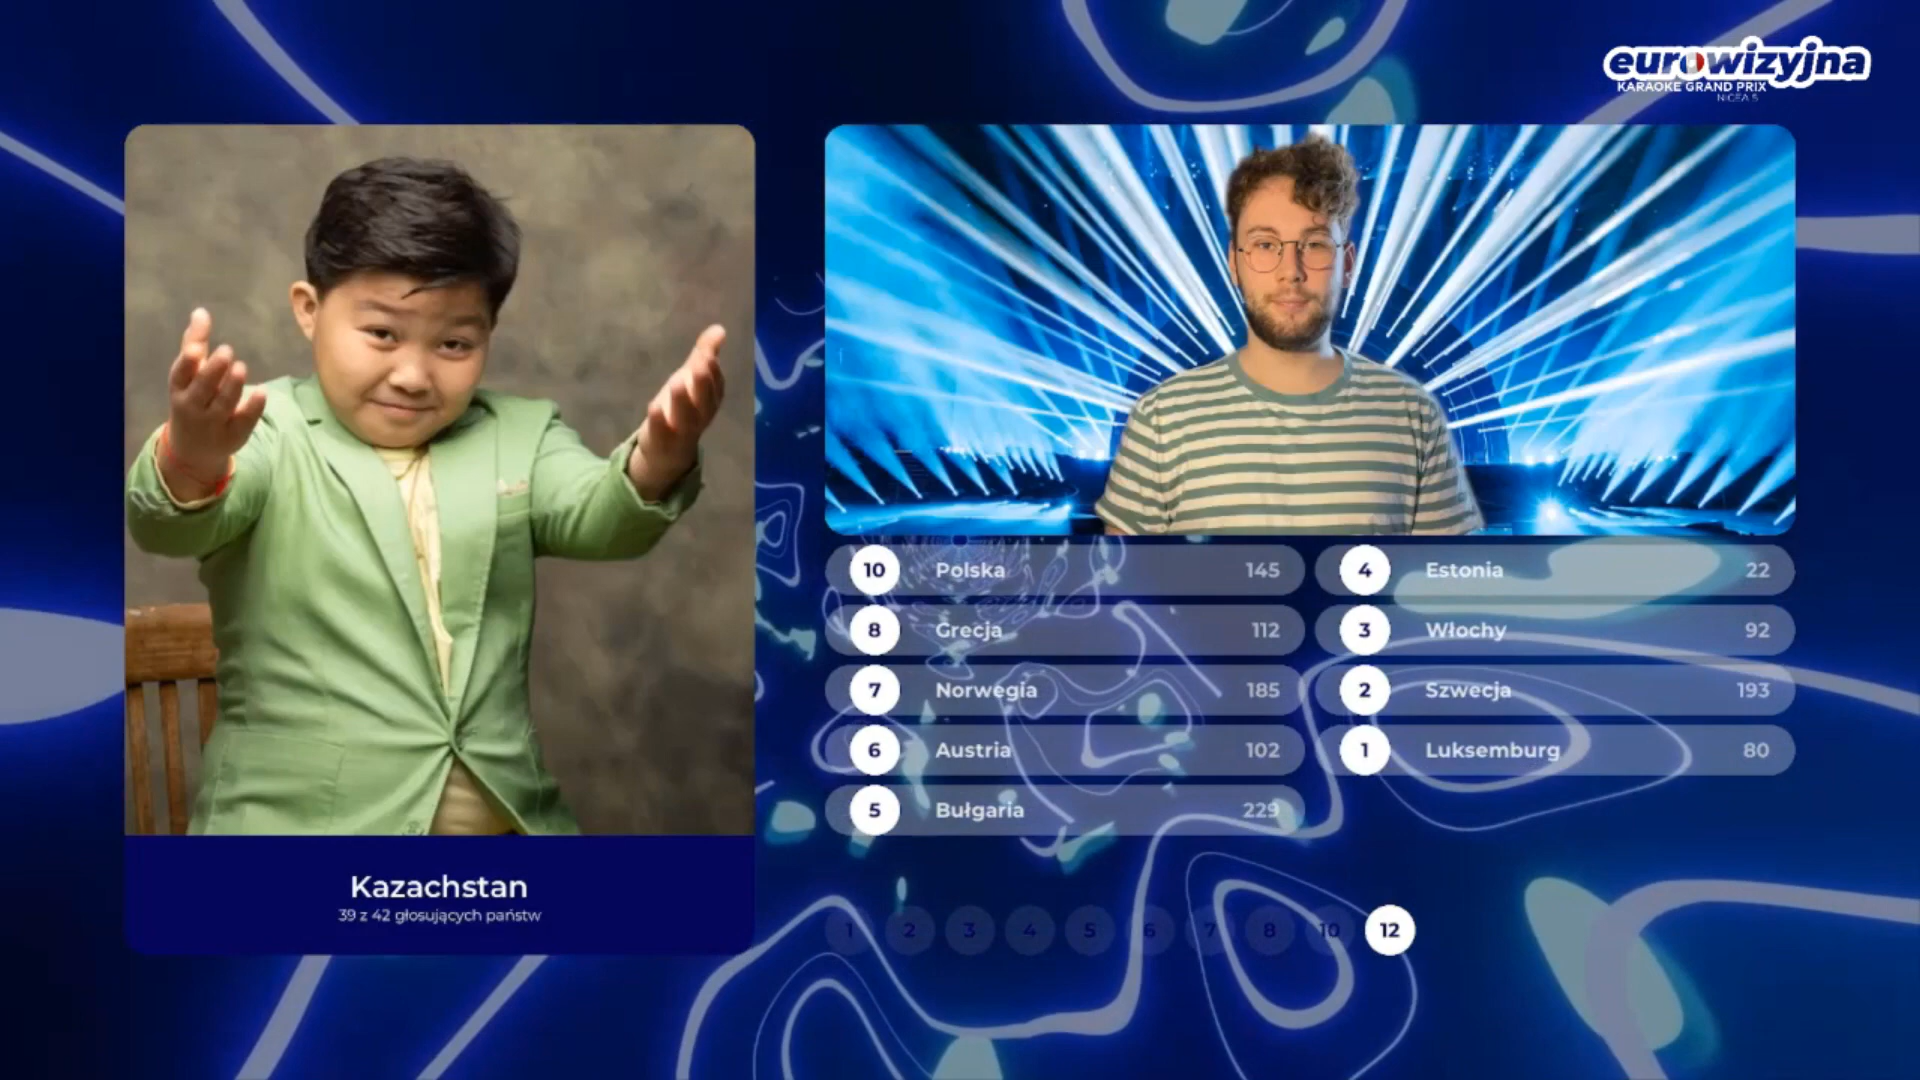 eurowizyjna
KARAOKE GRAND PRIX
NICEA 5
10 Polska 145
8 Grecja 112
7 Norwegia 185
6 Austria 102
5 Bułgaria 229
4 Estonia 22
3 Włochy 92
2 Szwecja 193
1 Luksemburg 80
Kazachstan
39 z 42 głosujących państw
1 2 3 4 5 6 7 8 10 12